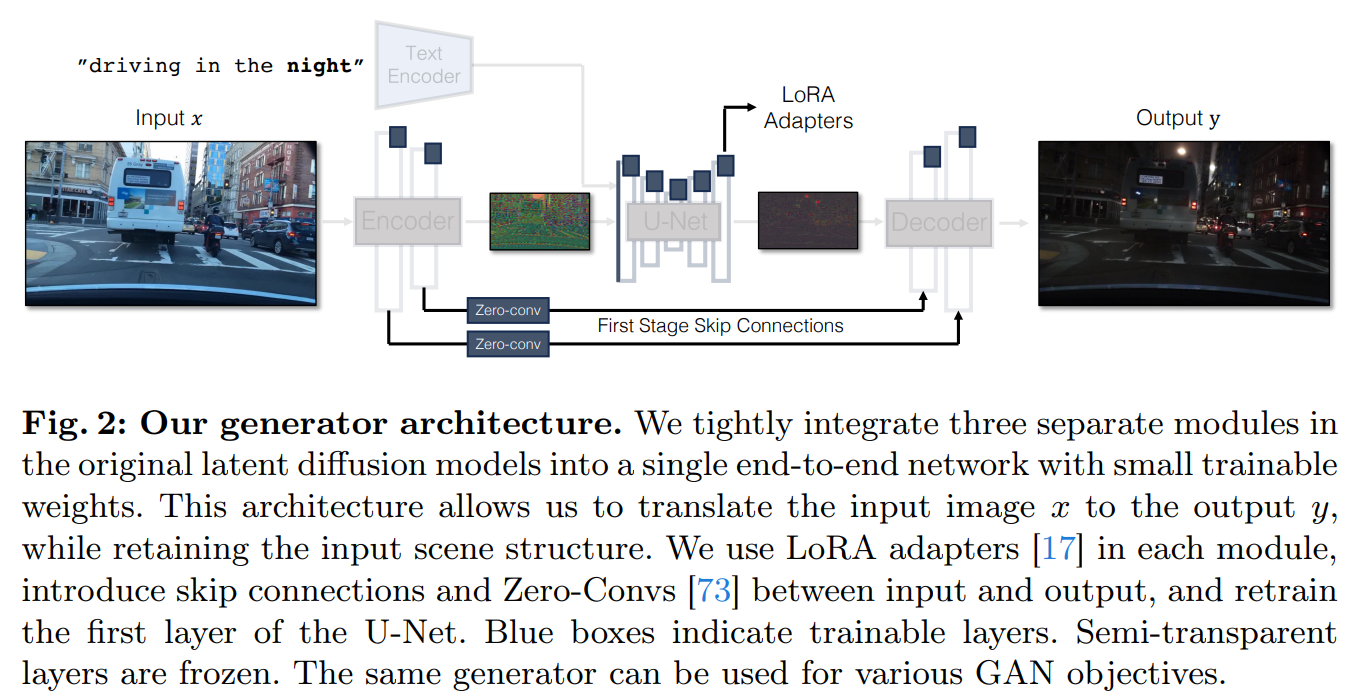 "driving in the night"
Text
Encoder
LoRA
Adapters
Input x
Output y
Encoder
U-Net
Decoder
Zero-conv
First Stage Skip Connections
Zero-conv
Fig. 2: Our generator architecture. We tightly integrate three separate modules in
the original latent diffusion models into a single end-to-end network with small trainable
weights. This architecture allows us to translate the input image x to the output y,
while retaining the input scene structure. We use LoRA adapters [17] in each module,
introduce skip connections and Zero-Convs [73] between input and output, and retrain
the first layer of the U-Net. Blue boxes indicate trainable layers. Semi-transparent
layers are frozen. The same generator can be used for various GAN objectives.